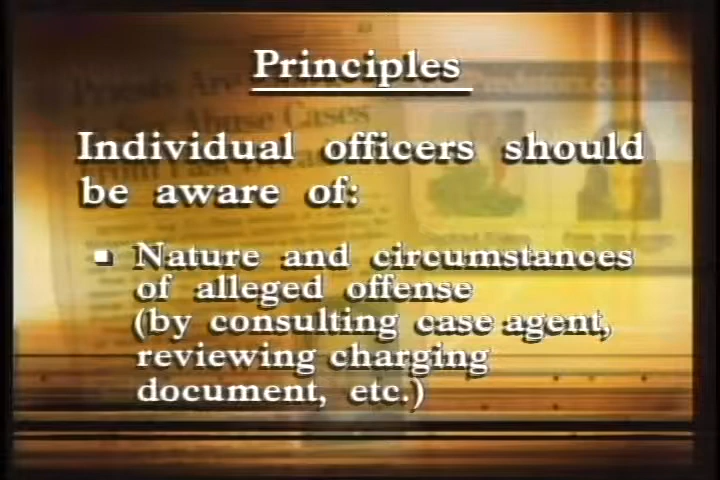 Principles
Individual officers should
be aware of:
▪ Nature and circumstances
of alleged offense
(by consulting case agent,
reviewing charging
document, etc.)